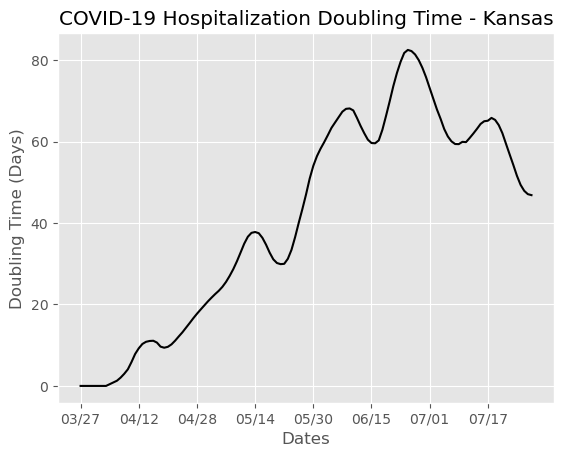 COVID-19 Hospitalization Doubling Time - Kansas
80
60
40
20
0
Doubling Time (Days)
03/27 04/12 04/28 05/14 05/30 06/15 07/01 07/17
Dates